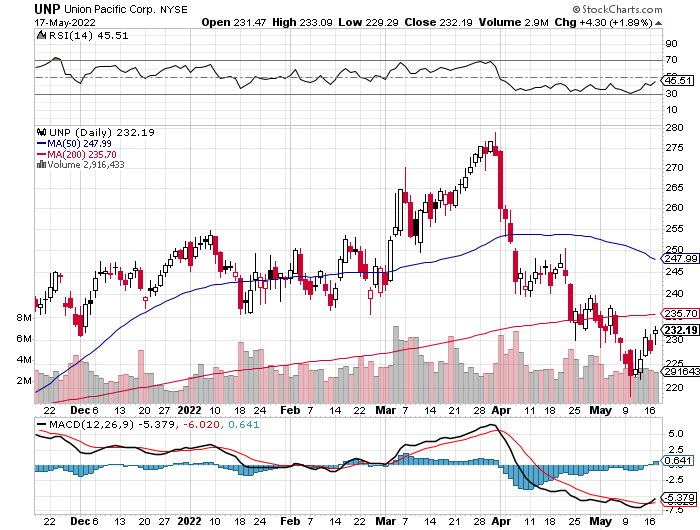 UNP Union Pacific Corp. NYSE © StockCharts.com
17-May-2022 Open 231.47 High 233.09 Low 229.29 Close 232.19 Volume 2.9M Chg +4.30 (+1.89%)
RSI(14) 45.51
90
70
50
45.51
30
10
UNP (Daily) 232.19
MA(50) 247.99
MA(200) 235.70
Volume 2,916,433
280
275
270
265
260
255
250
247.99
245
240
235.70
232.19
230
220
8M
6M
4M
2M
22 Dec 6 13 20 27 2022 10 18 24 Feb 7 14 22 Mar 7 14 21 28 Apr 11 18 25 May 9 16
MACD(12,26,9) -5.379, -6.020, 0.641
5.0
2.5
0.641
-5.379
-7.5
22 Dec 6 13 20 27 2022 10 18 24 Feb 7 14 22 Mar 7 14 21 28 Apr 11 18 25 May 9 16